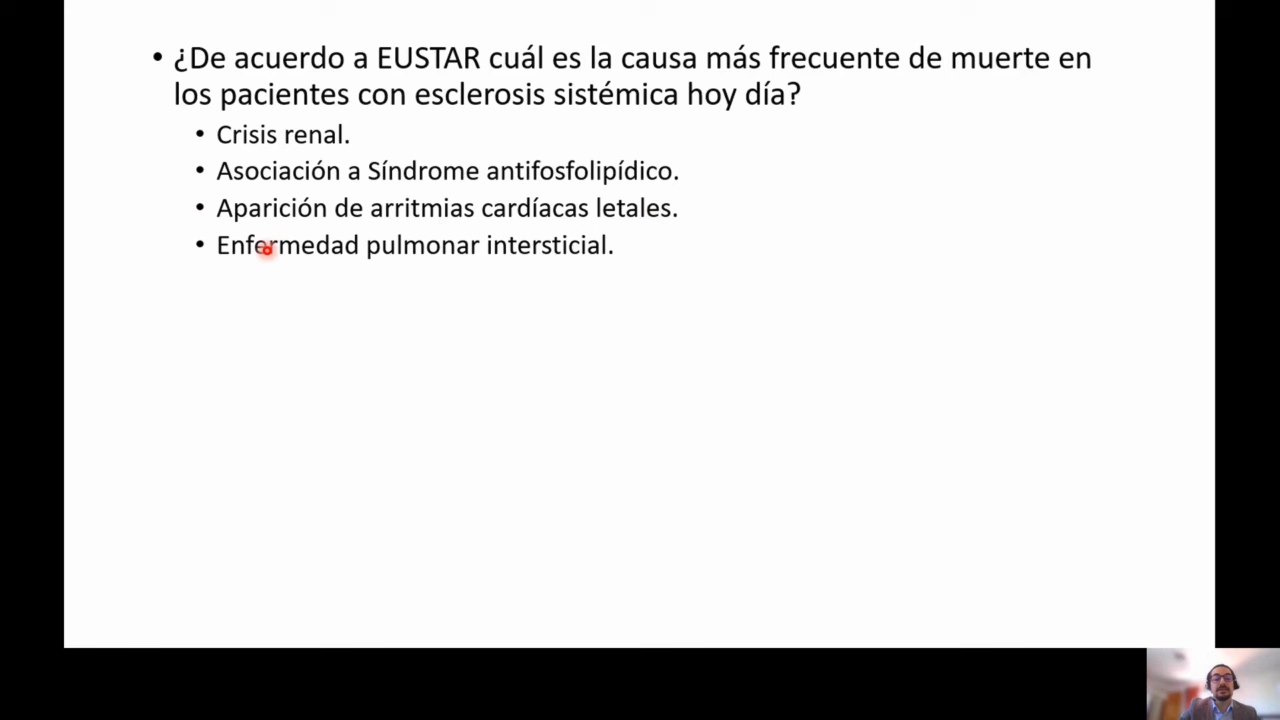 • ¿De acuerdo a EUSTAR cuál es la causa más frecuente de muerte en
los pacientes con esclerosis sistémica hoy día?
• Crisis renal.
• Asociación a Síndrome antifosfolipídico.
• Aparición de arritmias cardíacas letales.
• Enfermedad pulmonar intersticial.